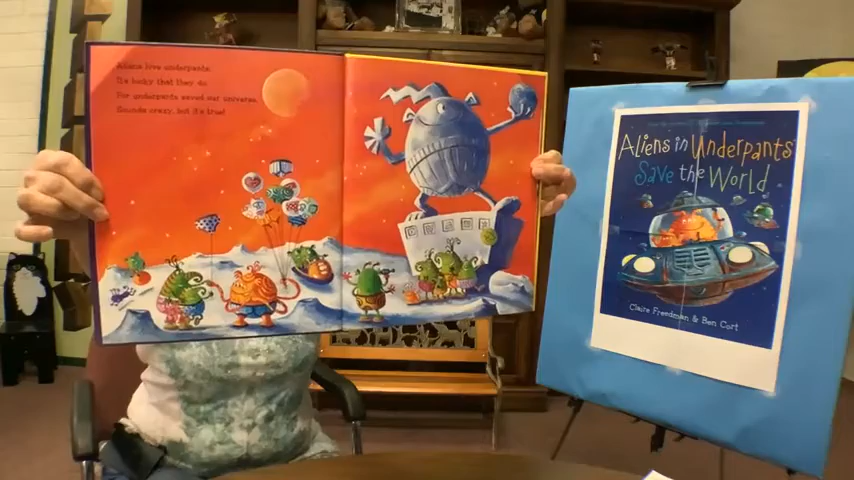 Aliens love underpants,
It's lucky that they do.
For underpants saved our universe,
Sounds crazy, but it's true!
Aliens in Underpants
Save the World
Claire Freedman & Ben Cort